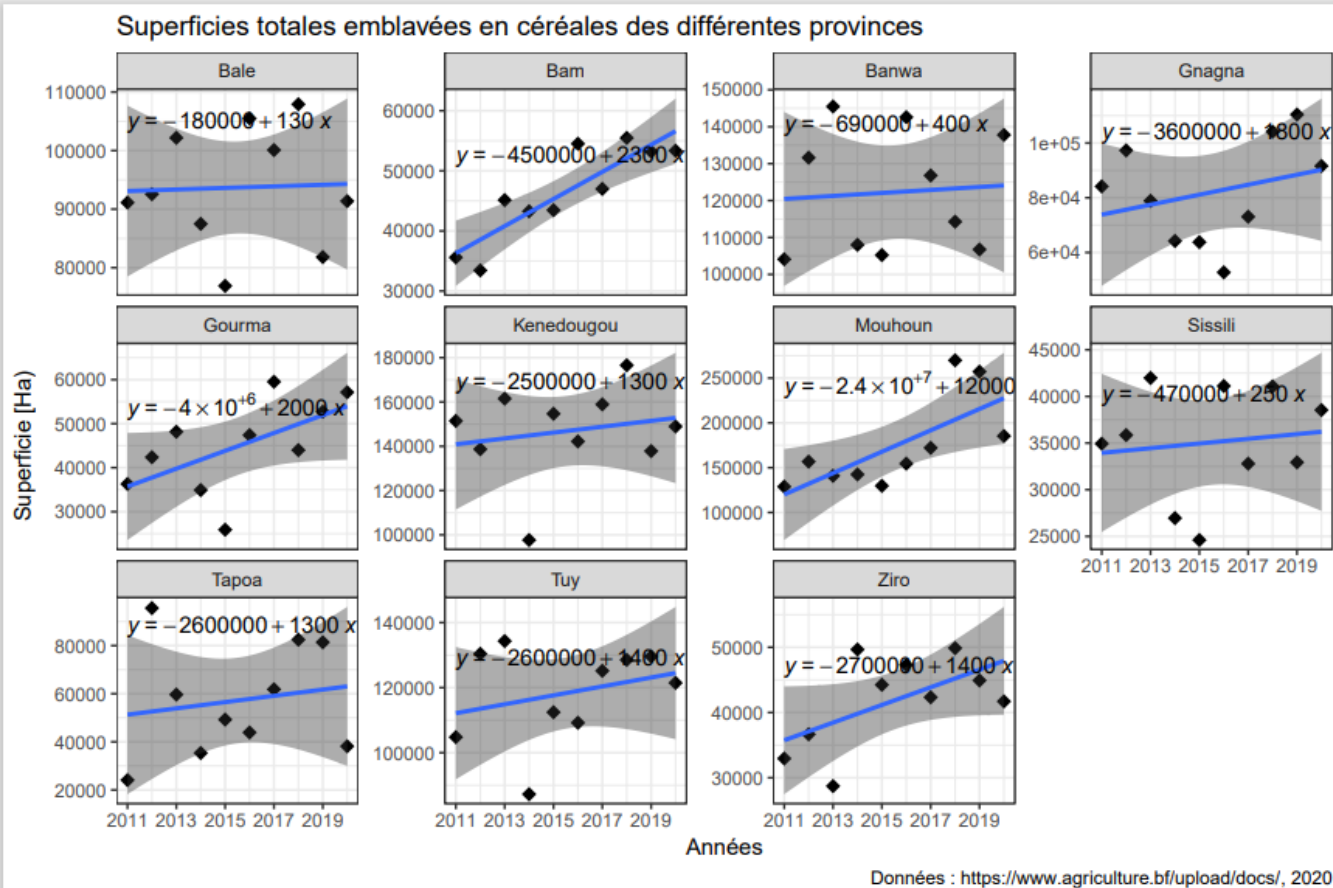 Superficies totales emblavées en céréales des différentes provinces
Bale Bam Banwa Gnagna
110000
100000
90000
80000
y = −180000 + 130 x
60000
50000
40000
30000
y = −4500000 + 2300 x
150000
140000
130000
120000
110000
100000
y = −690000 + 400 x
1e+05
8e+04
6e+04
y = −3600000 + 1800 x
Gourma Kenedougou Mouhoun Sissili
60000
50000
40000
30000
y = −4 × 10⁺⁶ + 2000 x
180000
160000
140000
120000
100000
y = −2500000 + 1300 x
250000
200000
150000
100000
y = −2.4 × 10⁺⁷ + 12000
45000
40000
35000
30000
25000
y = −470000 + 250 x
2011 2013 2015 2017 2019
Tapoa Tuy Ziro
80000
60000
40000
20000
y = −2600000 + 1300 x
140000
120000
100000
y = −2600000 + 1400 x
50000
40000
30000
y = −2700000 + 1400 x
2011 2013 2015 2017 2019 2011 2013 2015 2017 2019 2011 2013 2015 2017 2019
Superficie [Ha]
Années
Données : https://www.agriculture.bf/upload/docs/, 2020